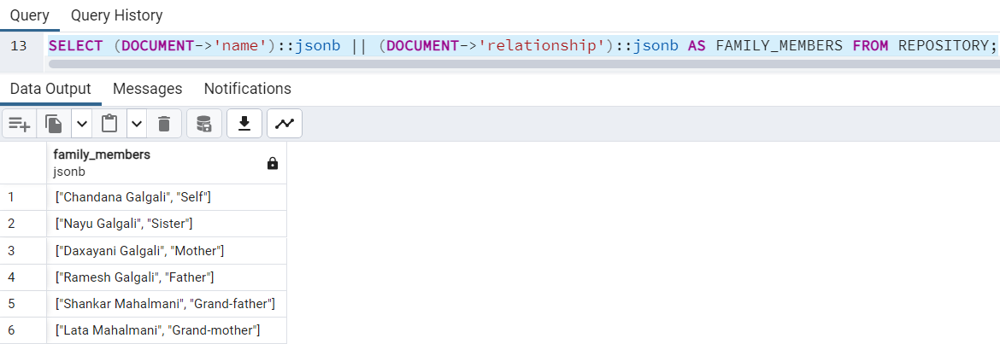 Query Query History
13 SELECT (DOCUMENT->'name')::jsonb || (DOCUMENT->'relationship')::jsonb AS FAMILY_MEMBERS FROM REPOSITORY;
Data Output Messages Notifications
family_members
jsonb
1 ["Chandana Galgali", "Self"]
2 ["Nayu Galgali", "Sister"]
3 ["Daxayani Galgali", "Mother"]
4 ["Ramesh Galgali", "Father"]
5 ["Shankar Mahalmani", "Grand-father"]
6 ["Lata Mahalmani", "Grand-mother"]